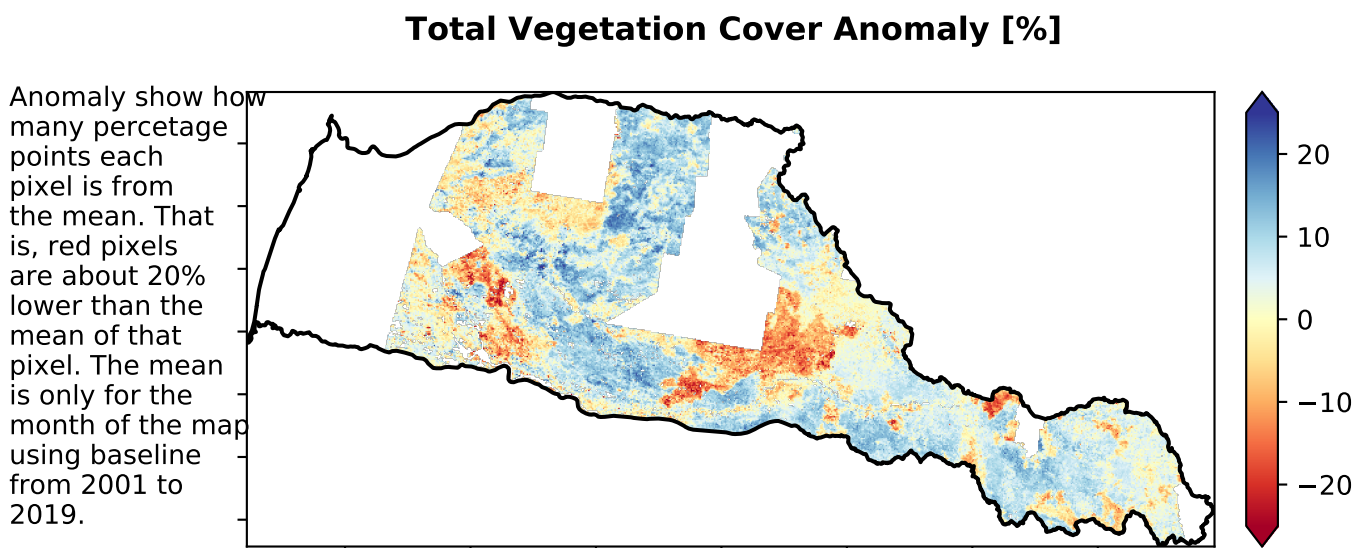 Total Vegetation Cover Anomaly [%]
Anomaly show how
many percetage
points each
pixel is from
the mean. That
is, red pixels
are about 20%
lower than the
mean of that
pixel. The mean
is only for the
month of the map
using baseline
from 2001 to
2019.
20
10
0
−10
−20